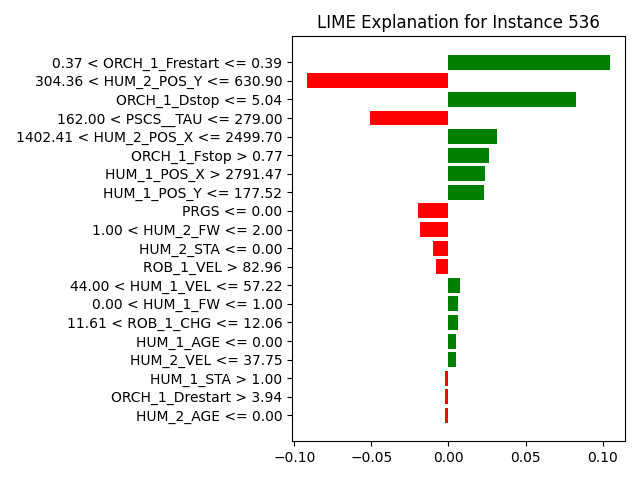 LIME Explanation for Instance 536
0.37 < ORCH_1_Frestart <= 0.39
304.36 < HUM_2_POS_Y <= 630.90
ORCH_1_Dstop <= 5.04
162.00 < PSCS__TAU <= 279.00
1402.41 < HUM_2_POS_X <= 2499.70
ORCH_1_Fstop > 0.77
HUM_1_POS_X > 2791.47
HUM_1_POS_Y <= 177.52
PRGS <= 0.00
1.00 < HUM_2_FW <= 2.00
HUM_2_STA <= 0.00
ROB_1_VEL > 82.96
44.00 < HUM_1_VEL <= 57.22
0.00 < HUM_1_FW <= 1.00
11.61 < ROB_1_CHG <= 12.06
HUM_1_AGE <= 0.00
HUM_2_VEL <= 37.75
HUM_1_STA > 1.00
ORCH_1_Drestart > 3.94
HUM_2_AGE <= 0.00
−0.10 −0.05 0.00 0.05 0.10